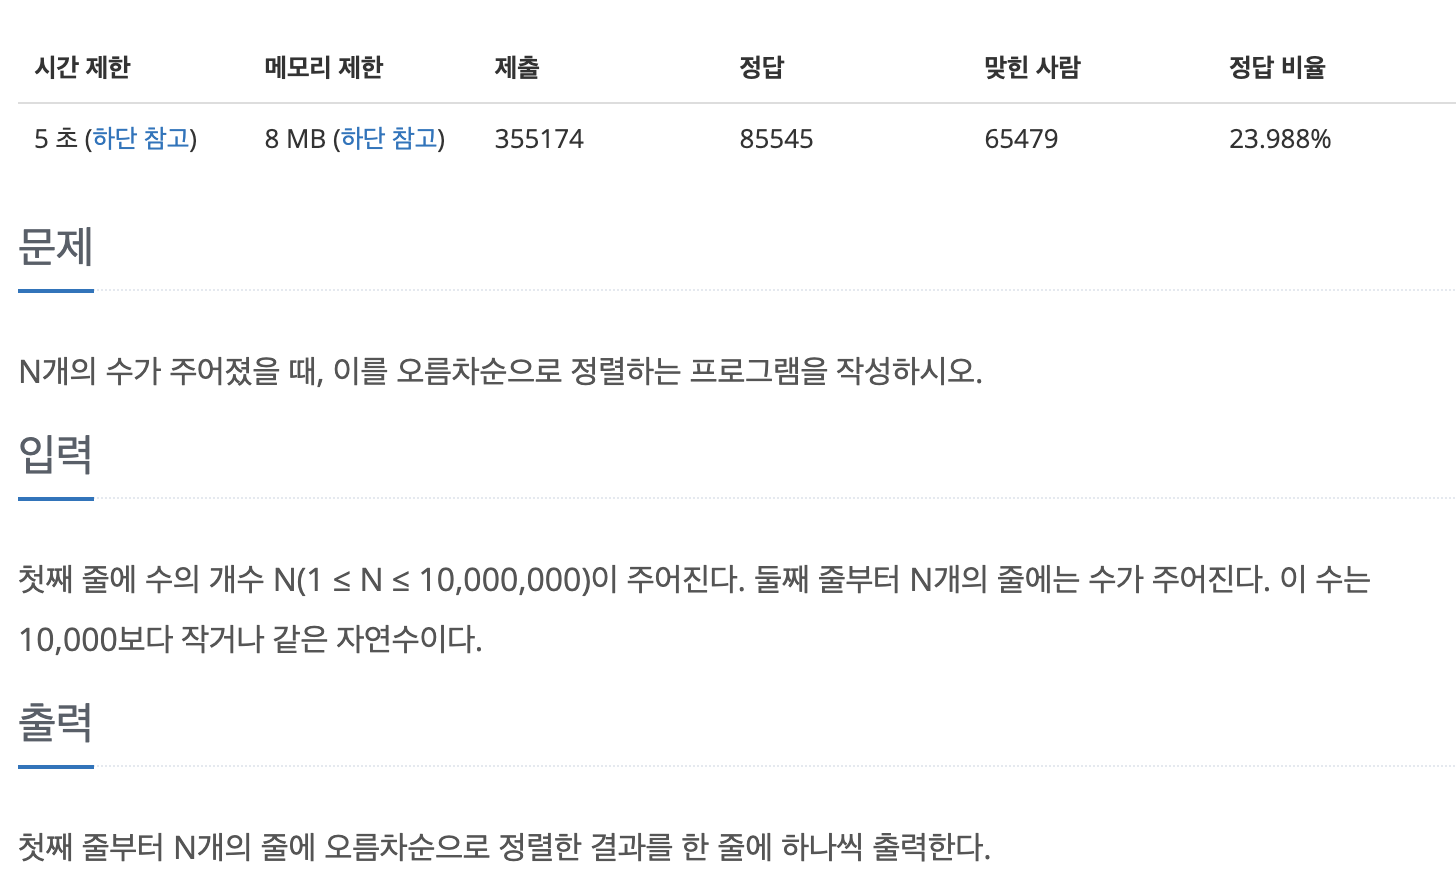 시간 제한 메모리 제한 제출 정답 맞힌 사람 정답 비율
5 초 (하단 참고) 8 MB (하단 참고) 355174 85545 65479 23.988%
문제
N개의 수가 주어졌을 때, 이를 오름차순으로 정렬하는 프로그램을 작성하시오.
입력
첫째 줄에 수의 개수 N(1 ≤ N ≤ 10,000,000)이 주어진다. 둘째 줄부터 N개의 줄에는 수가 주어진다. 이 수는
10,000보다 작거나 같은 자연수이다.
출력
첫째 줄부터 N개의 줄에 오름차순으로 정렬한 결과를 한 줄에 하나씩 출력한다.